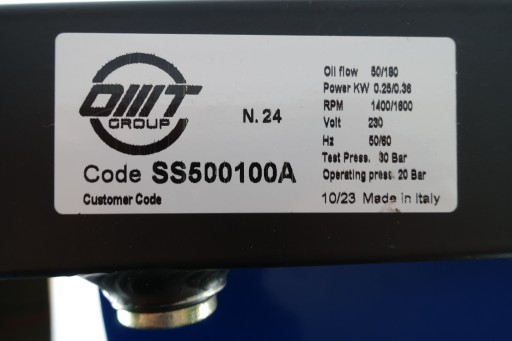 OMT
GROUP
N. 24
Code SS500100A
Customer Code
Oil flow 50/180
Power KW 0.25/0.36
RPM 1400/1600
Volt 230
Hz 50/60
Test Press. 30 Bar
Operating press. 20 Bar
10/23 Made in Italy